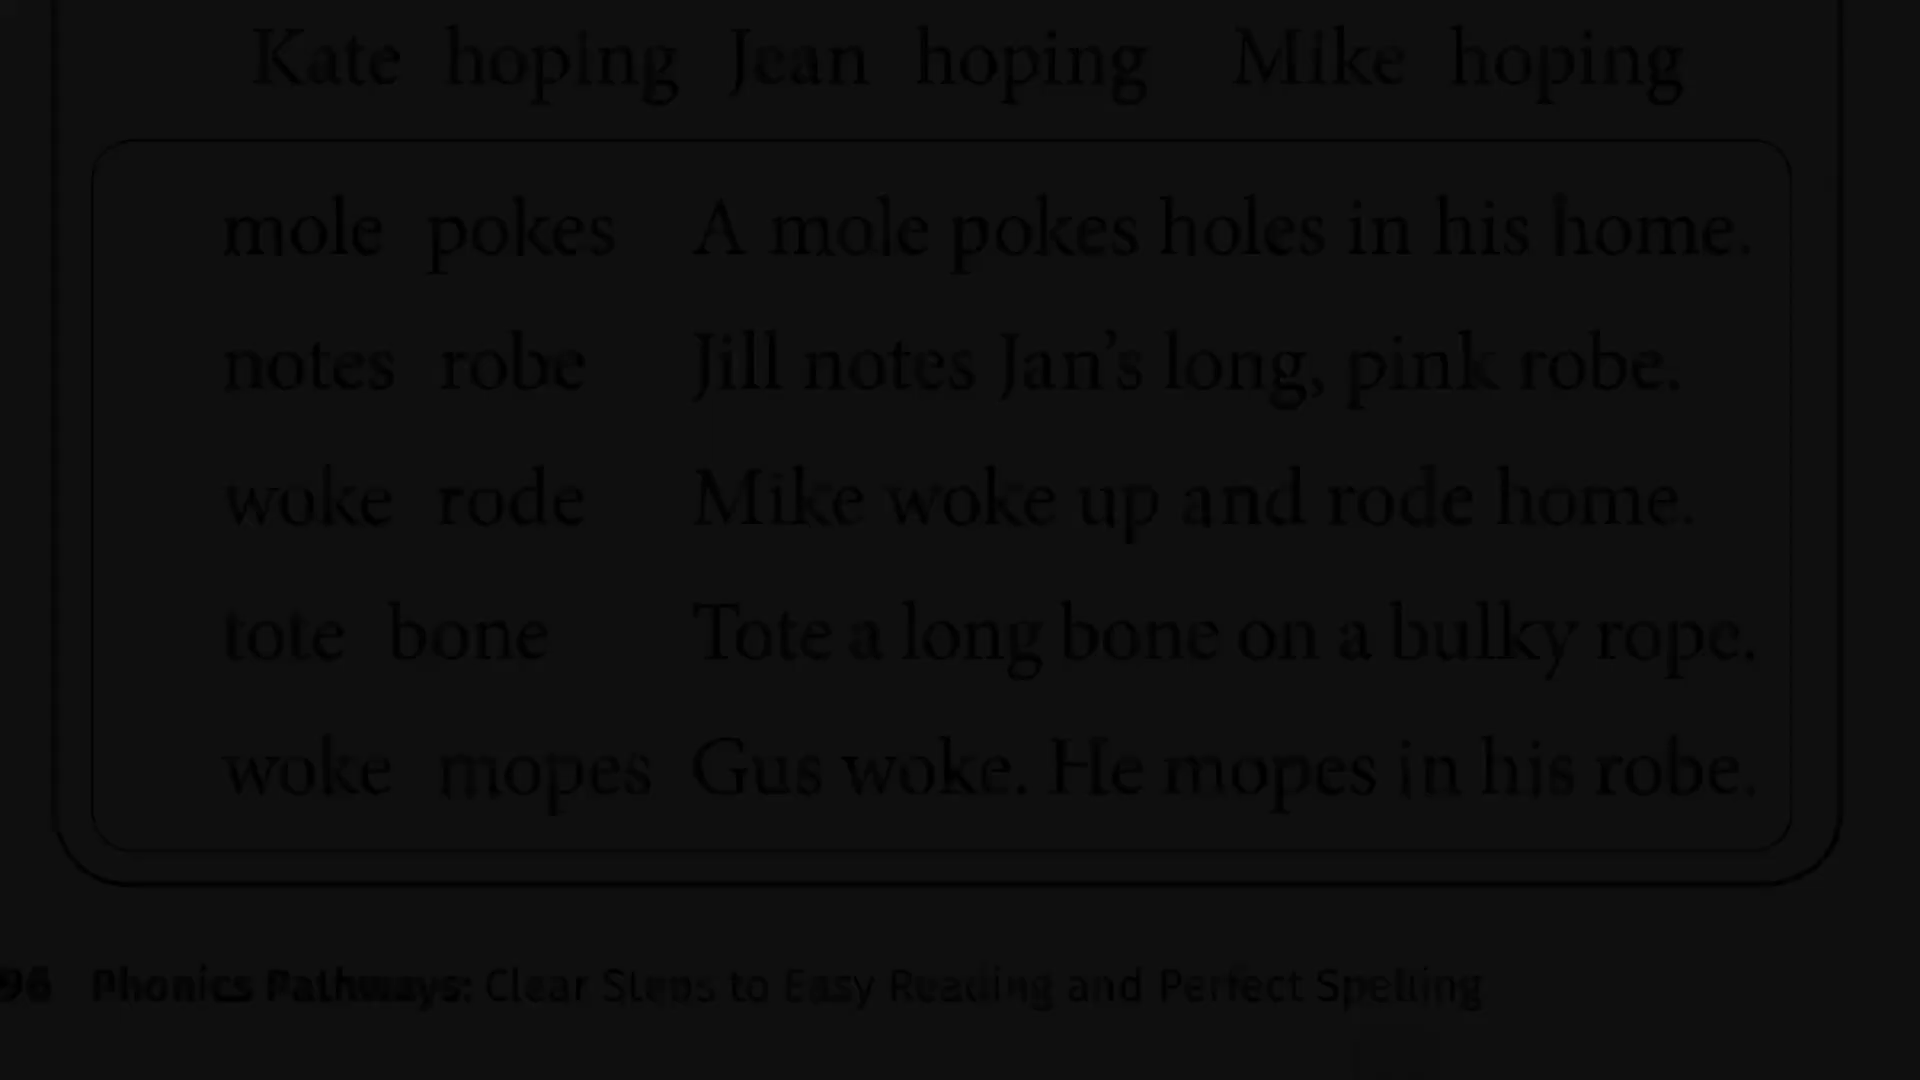 Kate hoping Jean hoping Mike hoping
mole pokes A mole pokes holes in his home.
notes robe Jill notes Jan's long, pink robe.
woke rode Mike woke up and rode home.
tote bone Tote a long bone on a bulky rope.
woke mopes Gus woke. He mopes in his robe.
96 Phonics Pathways: Clear Steps to Easy Reading and Perfect Spelling